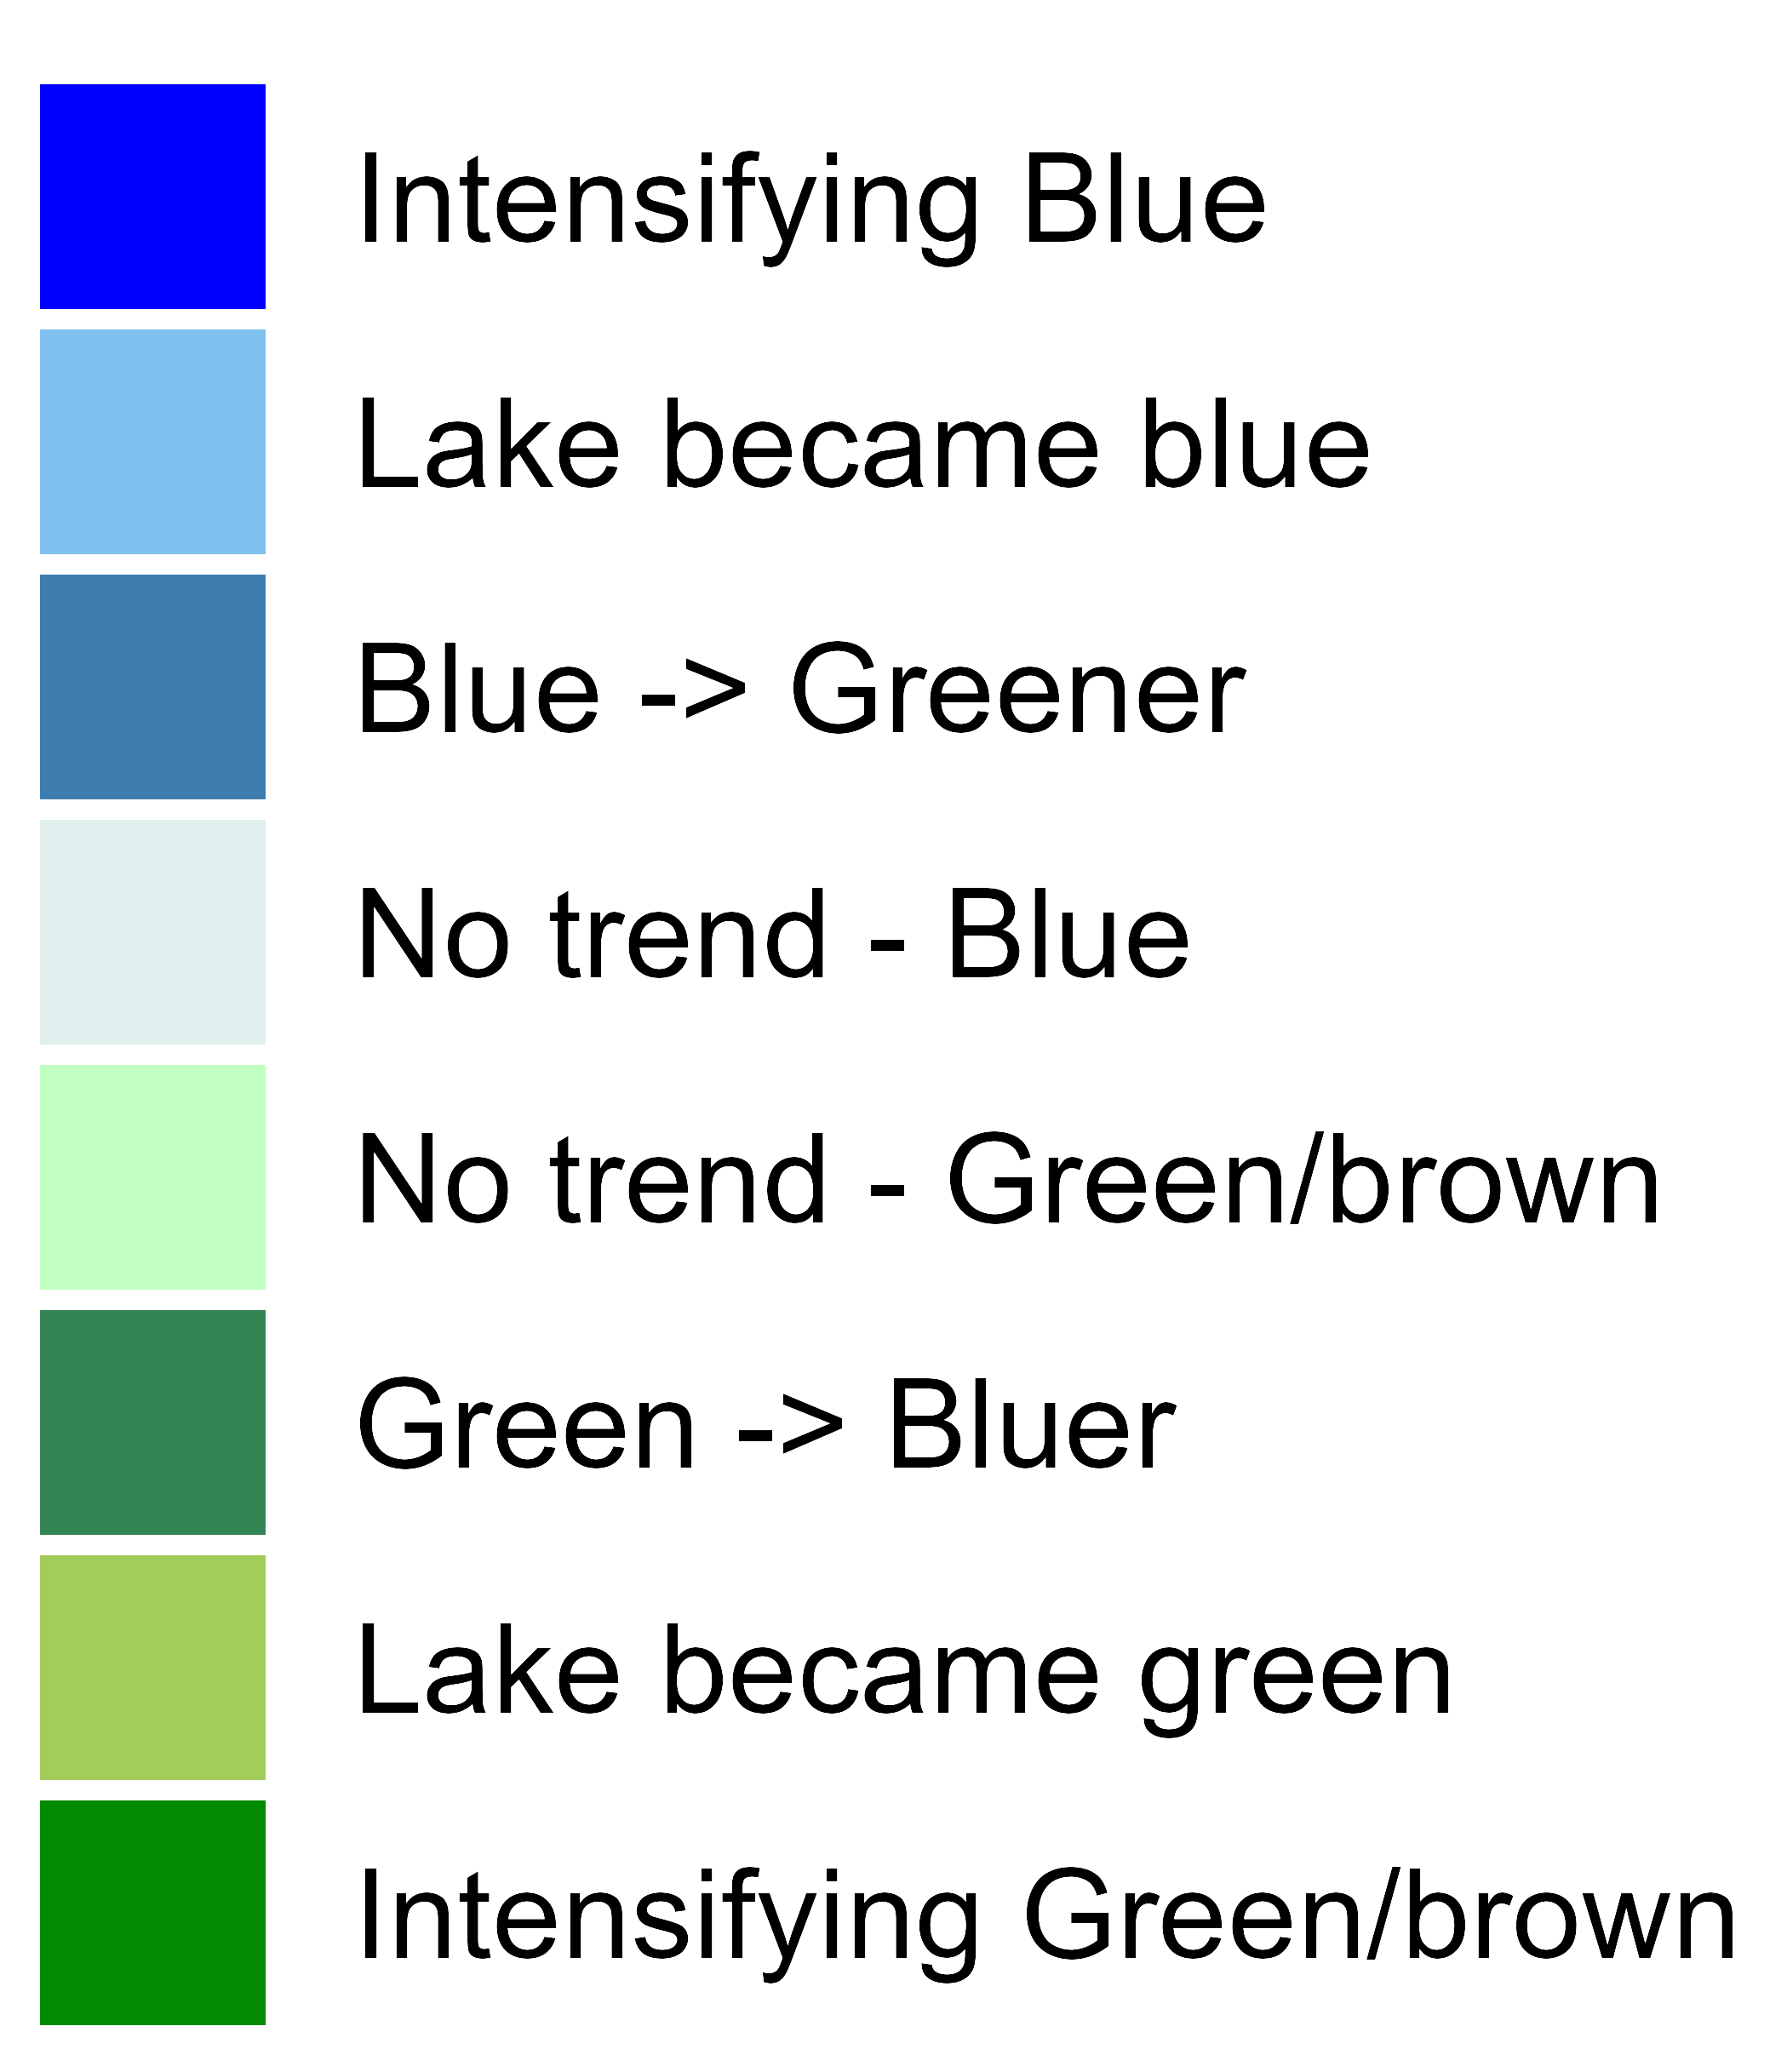 Intensifying Blue
Lake became blue
Blue -> Greener
No trend - Blue
No trend - Green/brown
Green -> Bluer
Lake became green
Intensifying Green/brown